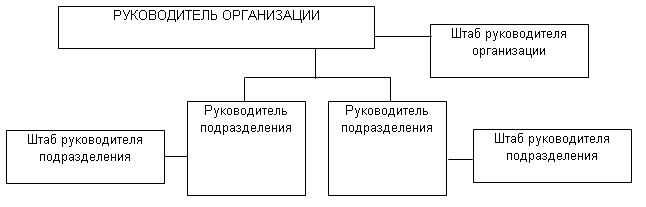 РУКОВОДИТЕЛЬ ОРГАНИЗАЦИИ
Штаб руководителя
организации
Руководитель
подразделения
Руководитель
подразделения
Штаб руководителя
подразделения
Штаб руководителя
подразделения